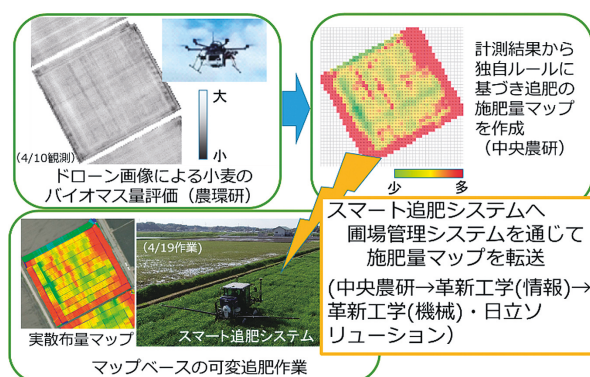 大
小
(4/10観測)
ドローン画像による小麦の
バイオマス量評価（農環研）
計測結果から
独自ルールに
基づき追肥の
施肥量マップ
を作成
（中央農研）
少
多
スマート追肥システムへ
圃場管理システムを通じて
施肥量マップを転送
(中央農研→革新工学(情報)→
革新工学(機械)・日立ソ
リューション）
(4/19作業)
実散布量マップ
スマート追肥システム
マップベースの可変追肥作業